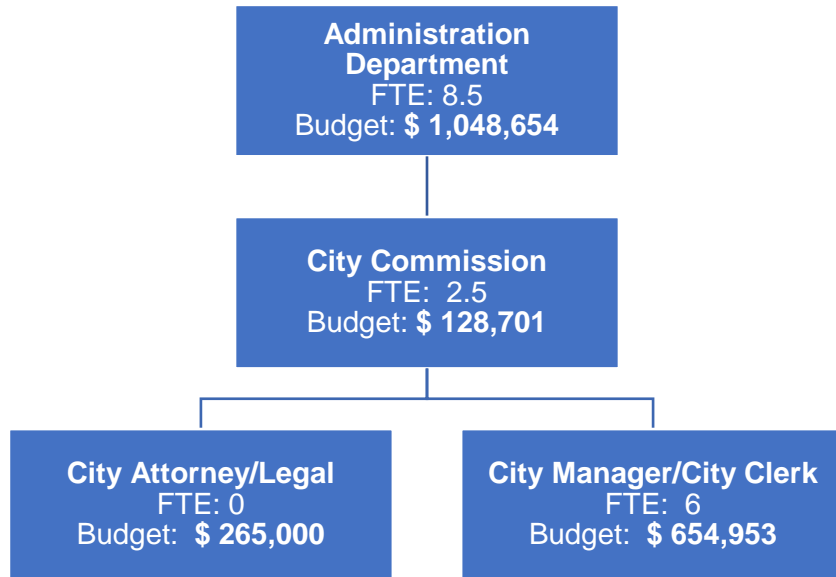 Administration
Department
FTE: 8.5
Budget: $ 1,048,654
City Commission
FTE: 2.5
Budget: $ 128,701
City Attorney/Legal
FTE: 0
Budget: $ 265,000
City Manager/City Clerk
FTE: 6
Budget: $ 654,953